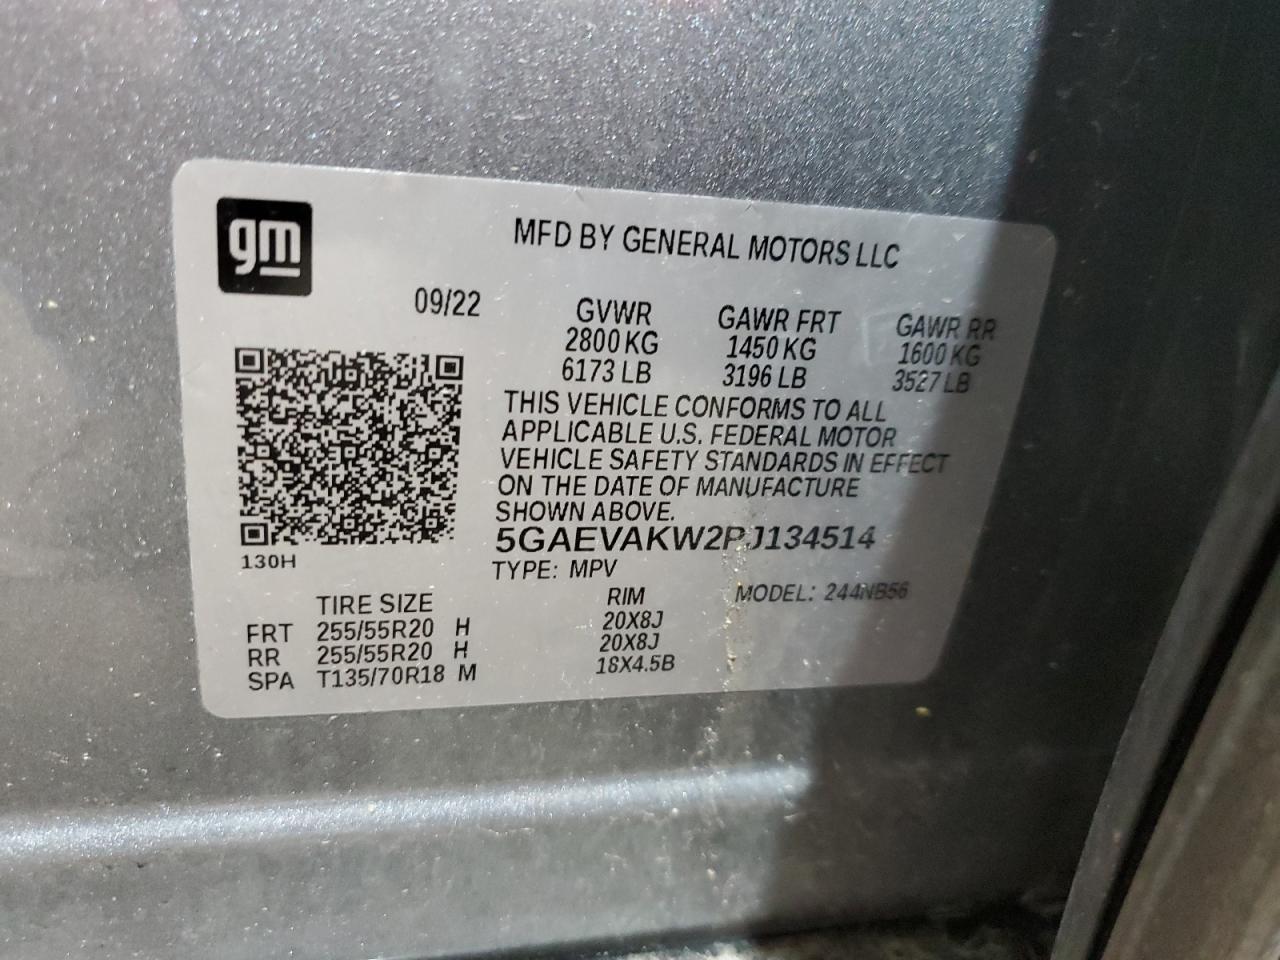 gm
MFD BY GENERAL MOTORS LLC
09/22 GVWR GAWR FRT GAWR RR
2800 KG 1450 KG 1600 KG
6173 LB 3196 LB 3527 LB
THIS VEHICLE CONFORMS TO ALL
APPLICABLE U.S. FEDERAL MOTOR
VEHICLE SAFETY STANDARDS IN EFFECT
ON THE DATE OF MANUFACTURE
SHOWN ABOVE.
5GAEVAKW2PJ134514
130H
TYPE: MPV
MODEL: 244NB56
TIRE SIZE RIM
FRT 255/55R20 H 20X8J
RR 255/55R20 H 20X8J
SPA T135/70R18 M 18X4.5B